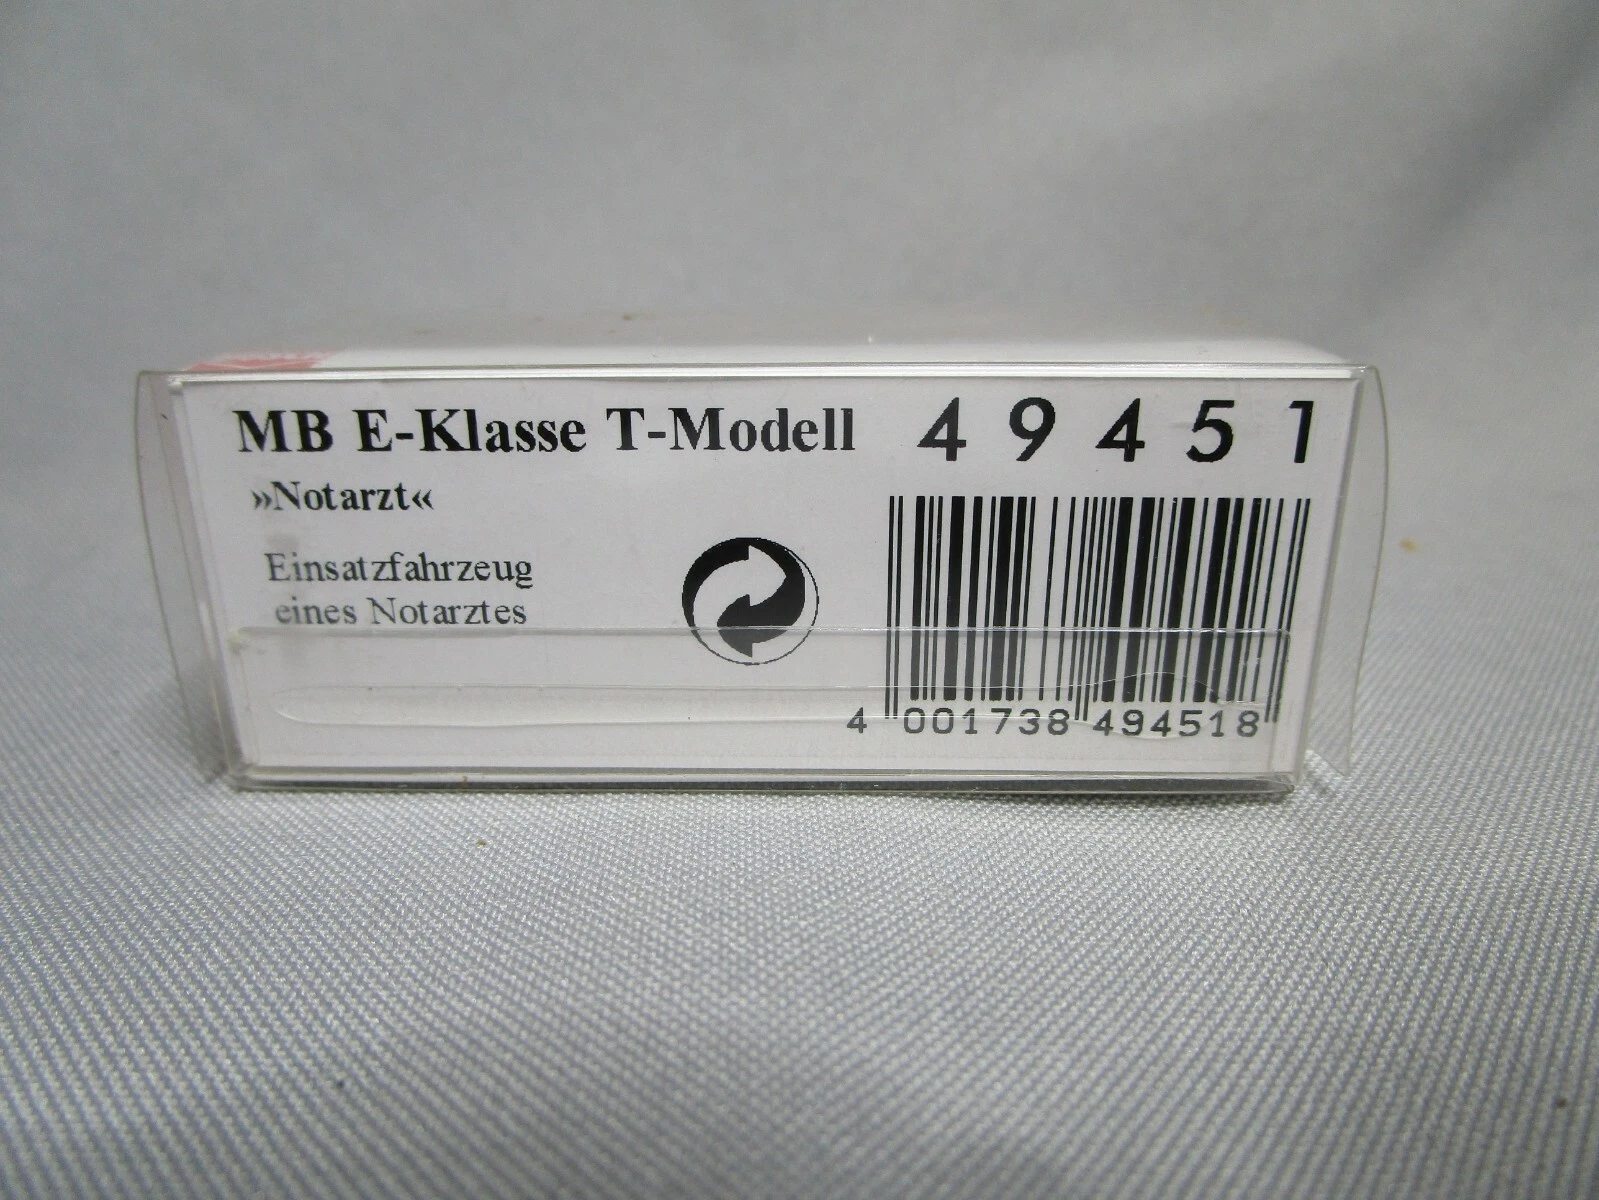 MB E-Klasse T-Modell 49451
»Notarzt«
Einsatzfahrzeug
eines Notarztes
4 001738 494518